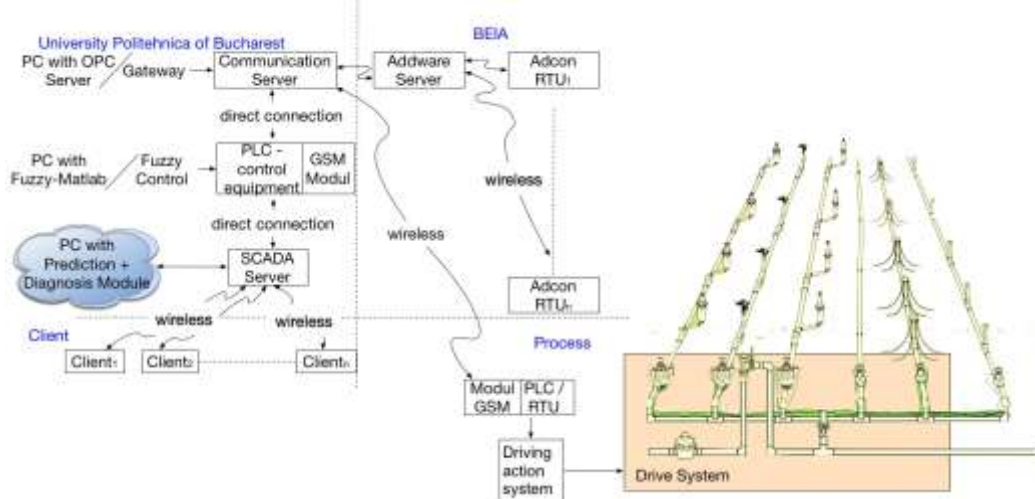 University Politehnica of Bucharest
BEIA
PC with OPC
Server
Gateway
Communication
Server
Addware
Server
Adcon
RTU1
direct connection
PC with
Fuzzy-Matlab
Fuzzy
Control
PLC -
control
equipment
GSM
Modul
wireless
direct connection
wireless
PC with
Prediction +
Diagnosis Module
SCADA
Server
Adcon
RTUn
wireless
wireless
Client
Process
Client1
Client2
Clientn
Modul
GSM
PLC /
RTU
Driving
action
system
Drive System